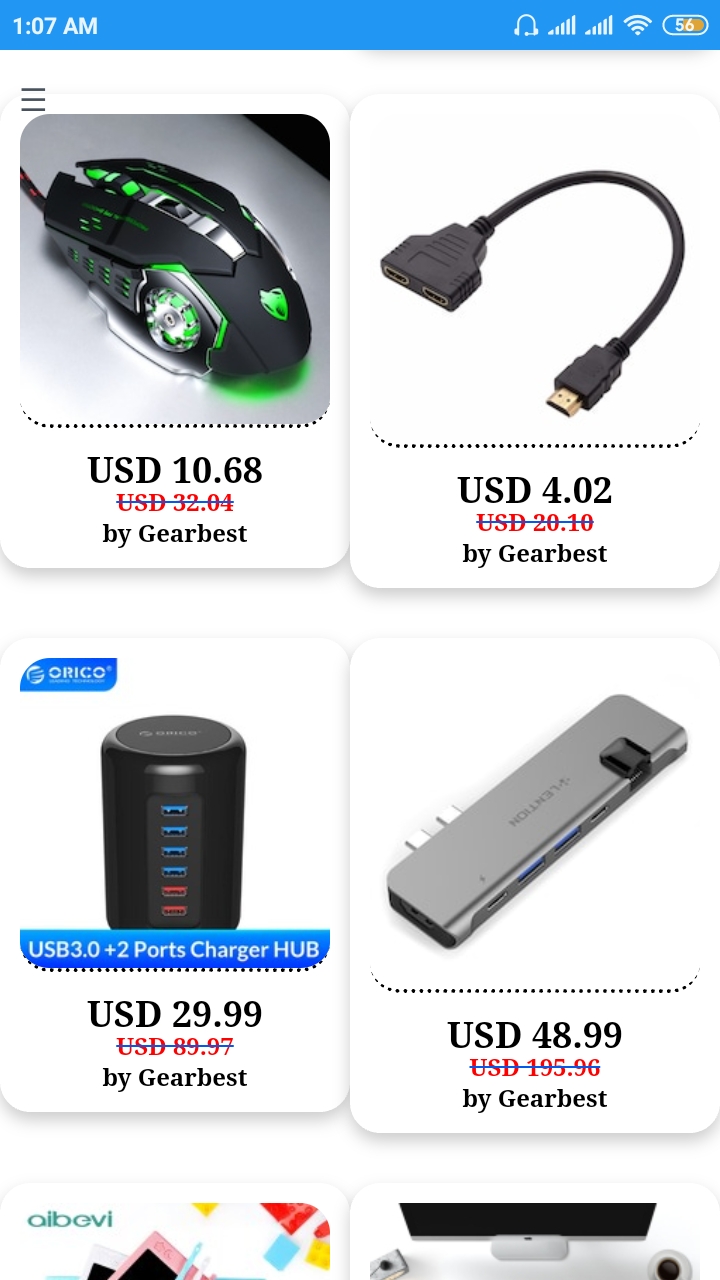 1:07 AM
56
USD 10.68
USD 32.04
by Gearbest
USD 4.02
USD 20.10
by Gearbest
ORICO
ORICO
USB3.0 +2 Ports Charger HUB
USD 29.99
USD 89.97
by Gearbest
LENTION
USD 48.99
USD 195.96
by Gearbest
aibevi